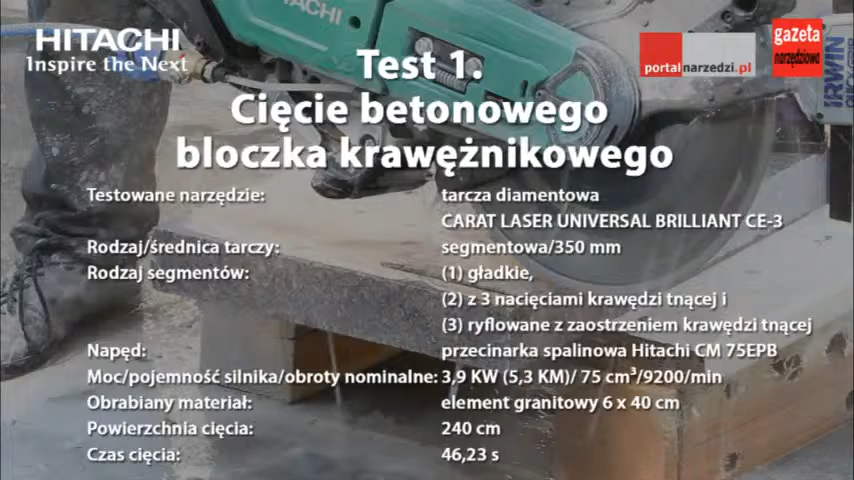 HITACHI
Inspire the Next
HITACHI
portalnarzedzi.pl
gazeta
narzędziowa
IRWIN
Test 1.
Cięcie betonowego
bloczka krawężnikowego
Testowane narzędzie: tarcza diamentowa
CARAT LASER UNIVERSAL BRILLIANT CE-3
Rodzaj/średnica tarczy: segmentowa/350 mm
Rodzaj segmentów: (1) gładkie,
(2) z 3 nacięciami krawędzi tnącej i
(3) ryflowane z zaostrzeniem krawędzi tnącej
Napęd: przecinarka spalinowa Hitachi CM 75EPB
Moc/pojemność silnika/obroty nominalne: 3,9 KW (5,3 KM)/ 75 cm³/9200/min
Obrabiany materiał: element granitowy 6 x 40 cm
Powierzchnia cięcia: 240 cm
Czas cięcia: 46,23 s